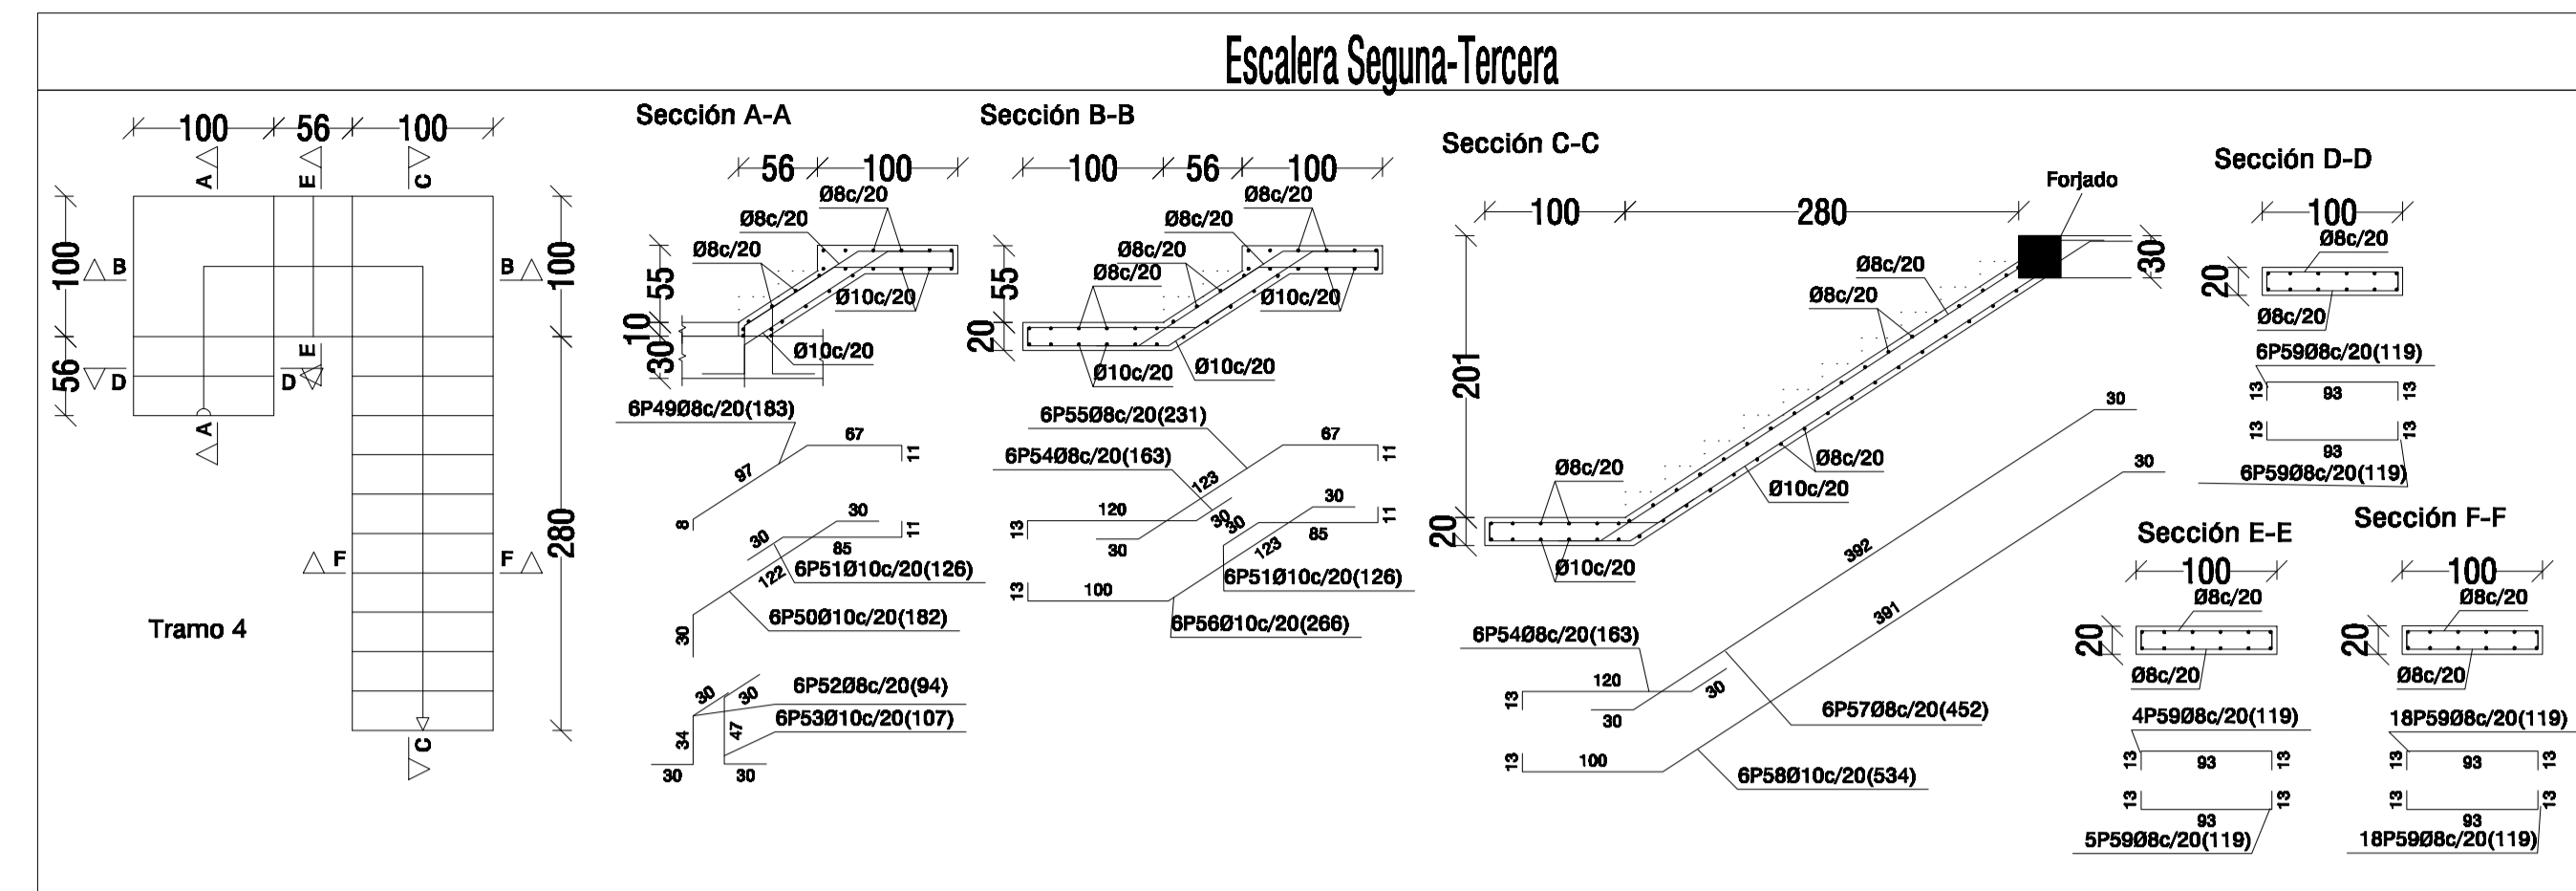 Escalera Seguna-Tercera
100 56 100
A E C
100
56
B B
100
280
D D
E
A
F F
C
Tramo 4
Sección A-A
56 100
Ø8c/20
Ø8c/20
Ø8c/20
55
10
30
Ø10c/20
Ø10c/20
6P49Ø8c/20(183)
67
11
97
8
30
30
11
85
122
6P51Ø10c/20(126)
6P50Ø10c/20(182)
30
30 30
6P52Ø8c/20(94)
6P53Ø10c/20(107)
34 47
30 30
Sección B-B
100 56 100
Ø8c/20
Ø8c/20
Ø8c/20
Ø8c/20
55
20
Ø10c/20
Ø10c/20 Ø10c/20
6P55Ø8c/20(231)
67
11
6P54Ø8c/20(163)
123
120
13
30
30
30
30
11
85
123
6P51Ø10c/20(126)
13
100
6P56Ø10c/20(266)
Sección C-C
Forjado
100 280
30
201
20
Ø8c/20
Ø8c/20
Ø8c/20
Ø8c/20
Ø10c/20
Ø10c/20
30
392
30
391
6P54Ø8c/20(163)
120
13
30
30
6P57Ø8c/20(452)
13
100
6P58Ø10c/20(534)
Sección D-D
100
Ø8c/20
20
Ø8c/20
6P59Ø8c/20(119)
13 93 13
13 13
93
6P59Ø8c/20(119)
Sección E-E
100
Ø8c/20
20
Ø8c/20
4P59Ø8c/20(119)
13 93 13
13 13
93
5P59Ø8c/20(119)
Sección F-F
100
Ø8c/20
20
Ø8c/20
18P59Ø8c/20(119)
13 93 13
13 13
93
18P59Ø8c/20(119)